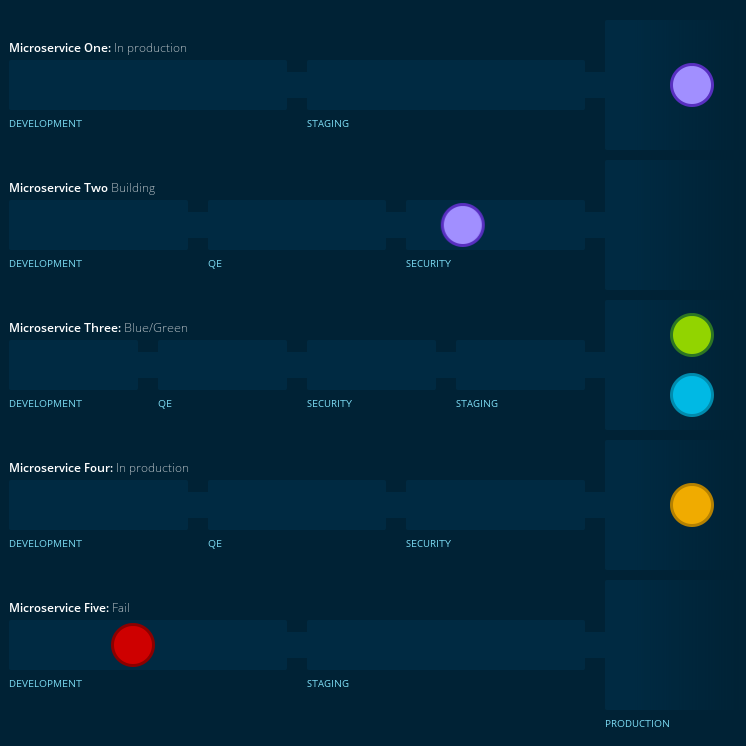 Microservice One: In production
DEVELOPMENT STAGING
Microservice Two Building
DEVELOPMENT QE SECURITY
Microservice Three: Blue/Green
DEVELOPMENT QE SECURITY STAGING
Microservice Four: In production
DEVELOPMENT QE SECURITY
Microservice Five: Fail
DEVELOPMENT STAGING
PRODUCTION